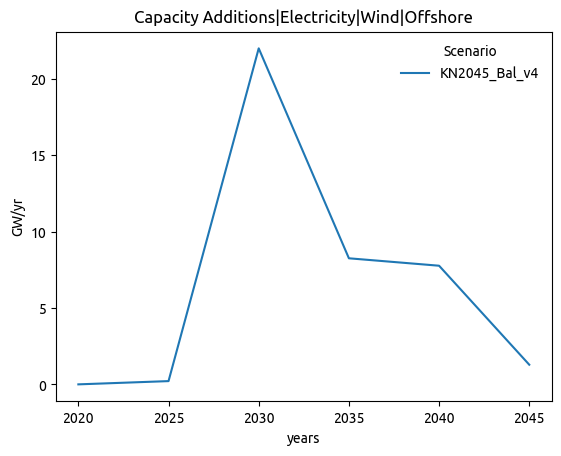 Capacity Additions|Electricity|Wind|Offshore
Scenario
KN2045_Bal_v4
20
15
10
5
0
GW/yr
2020 2025 2030 2035 2040 2045
years